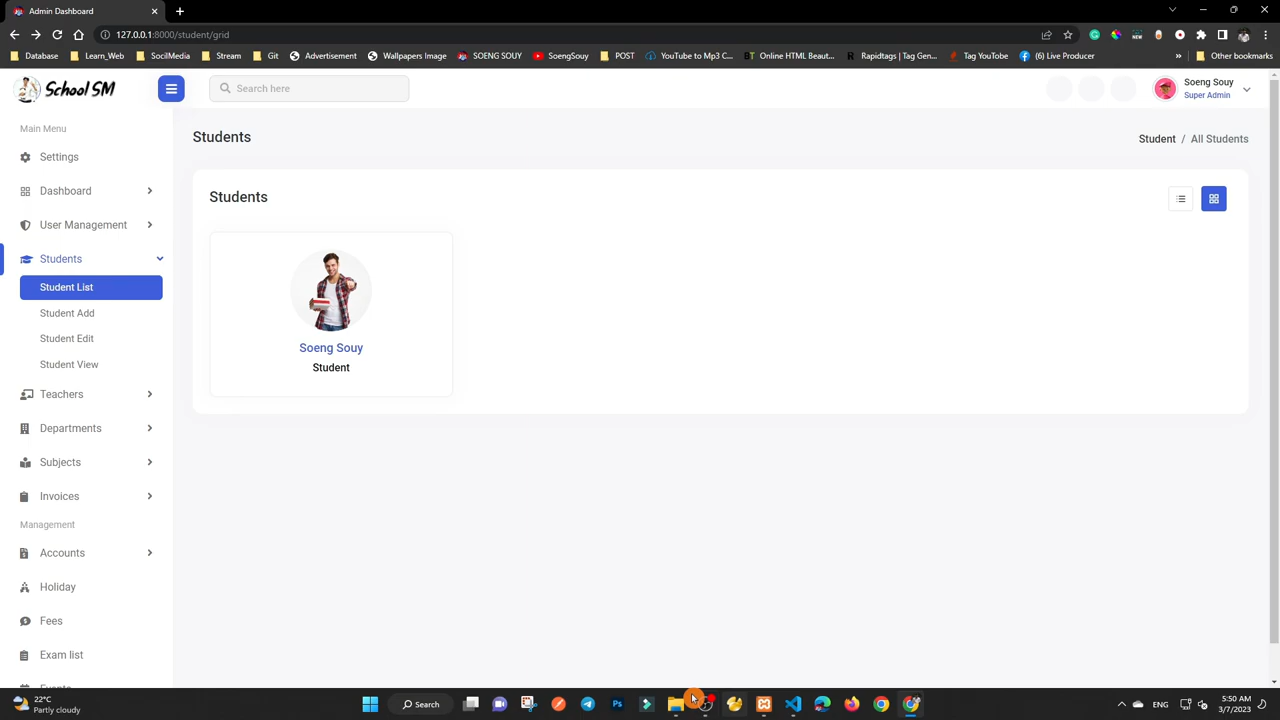 Admin Dashboard
127.0.0.1:8000/student/grid
Database Learn_Web SocilMedia Stream Git Advertisement Wallpapers Image SOENG SOUY SoengSouy POST YouTube to Mp3 C... Online HTML Beaut... Rapidtags | Tag Gen... Tag YouTube (6) Live Producer » Other bookmarks
School SM
Search here
Soeng Souy
Super Admin
Main Menu
Students
Student / All Students
Settings
Dashboard
User Management
Students
Student List
Student Add
Student Edit
Student View
Teachers
Departments
Subjects
Invoices
Management
Accounts
Holiday
Fees
Exam list
Events
Students
Soeng Souy
Student
22°C
Partly cloudy
Search
ENG
5:50 AM
3/7/2023